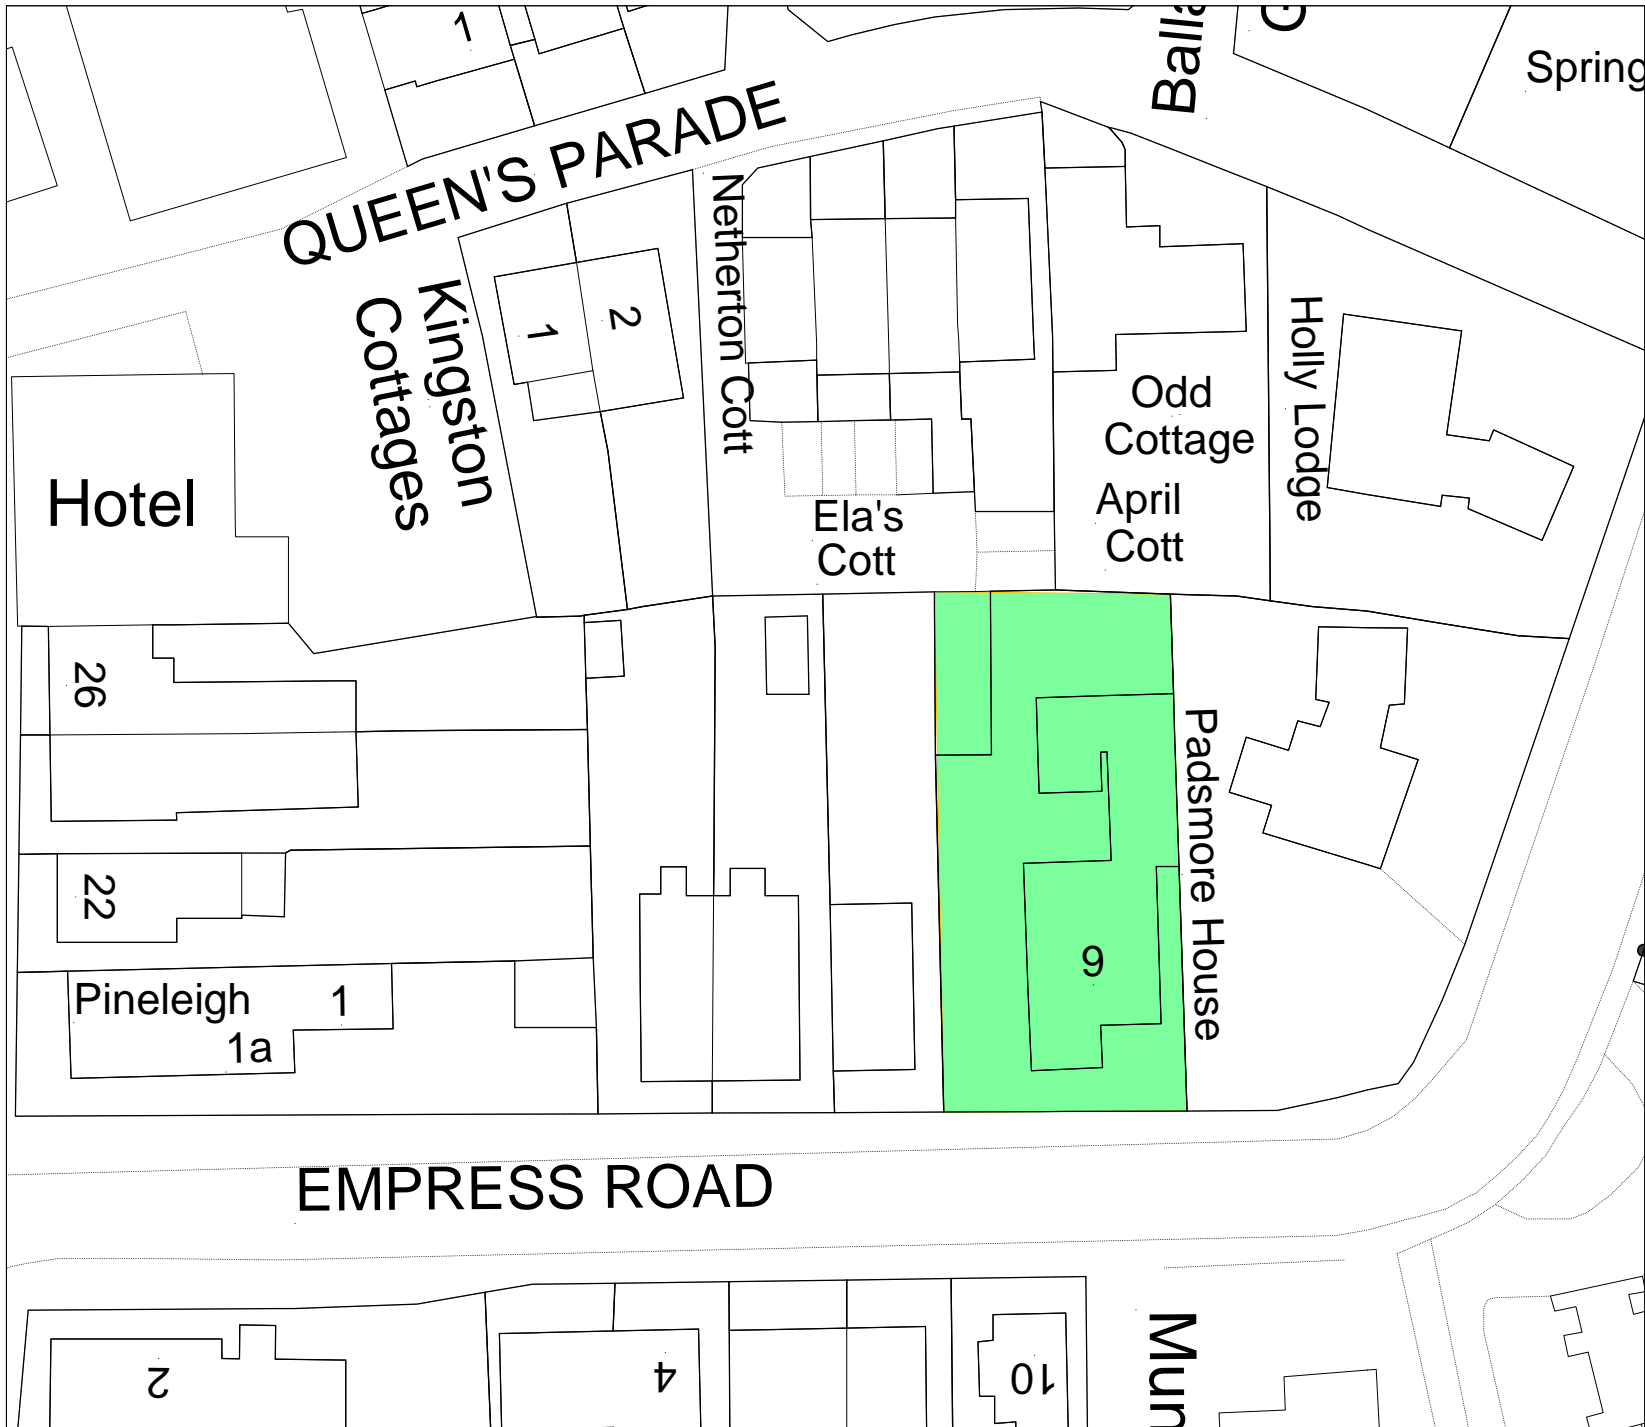 1
G
Spring
QUEEN'S PARADE
Netherton Cott
Kingston
Cottages
1
2
Odd
Cottage
April
Cott
Holly Lodge
Hotel
Ela's
Cott
26
22
Padsmore House
9
Pineleigh
1
1a
EMPRESS ROAD
2
4
10